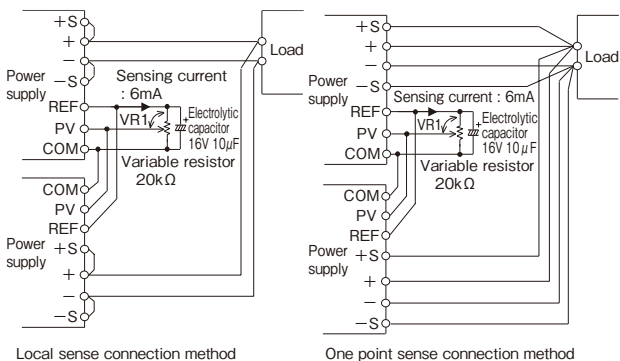 +S
+
−
−S
Power
supply
REF
PV
COM
Load
Sensing current
: 6mA
VR1
+
Electrolytic
capacitor
16V 10μF
Variable resistor
20kΩ
COM
PV
REF
Power
supply
+S
+
−
−S
Local sense connection method
+S
+
−
−S
Power
supply
REF
PV
COM
Load
Sensing current : 6mA
VR1
+
Electrolytic
capacitor
16V 10μF
Variable resistor
20kΩ
COM
PV
REF
Power
supply
+S
+
−
−S
One point sense connection method